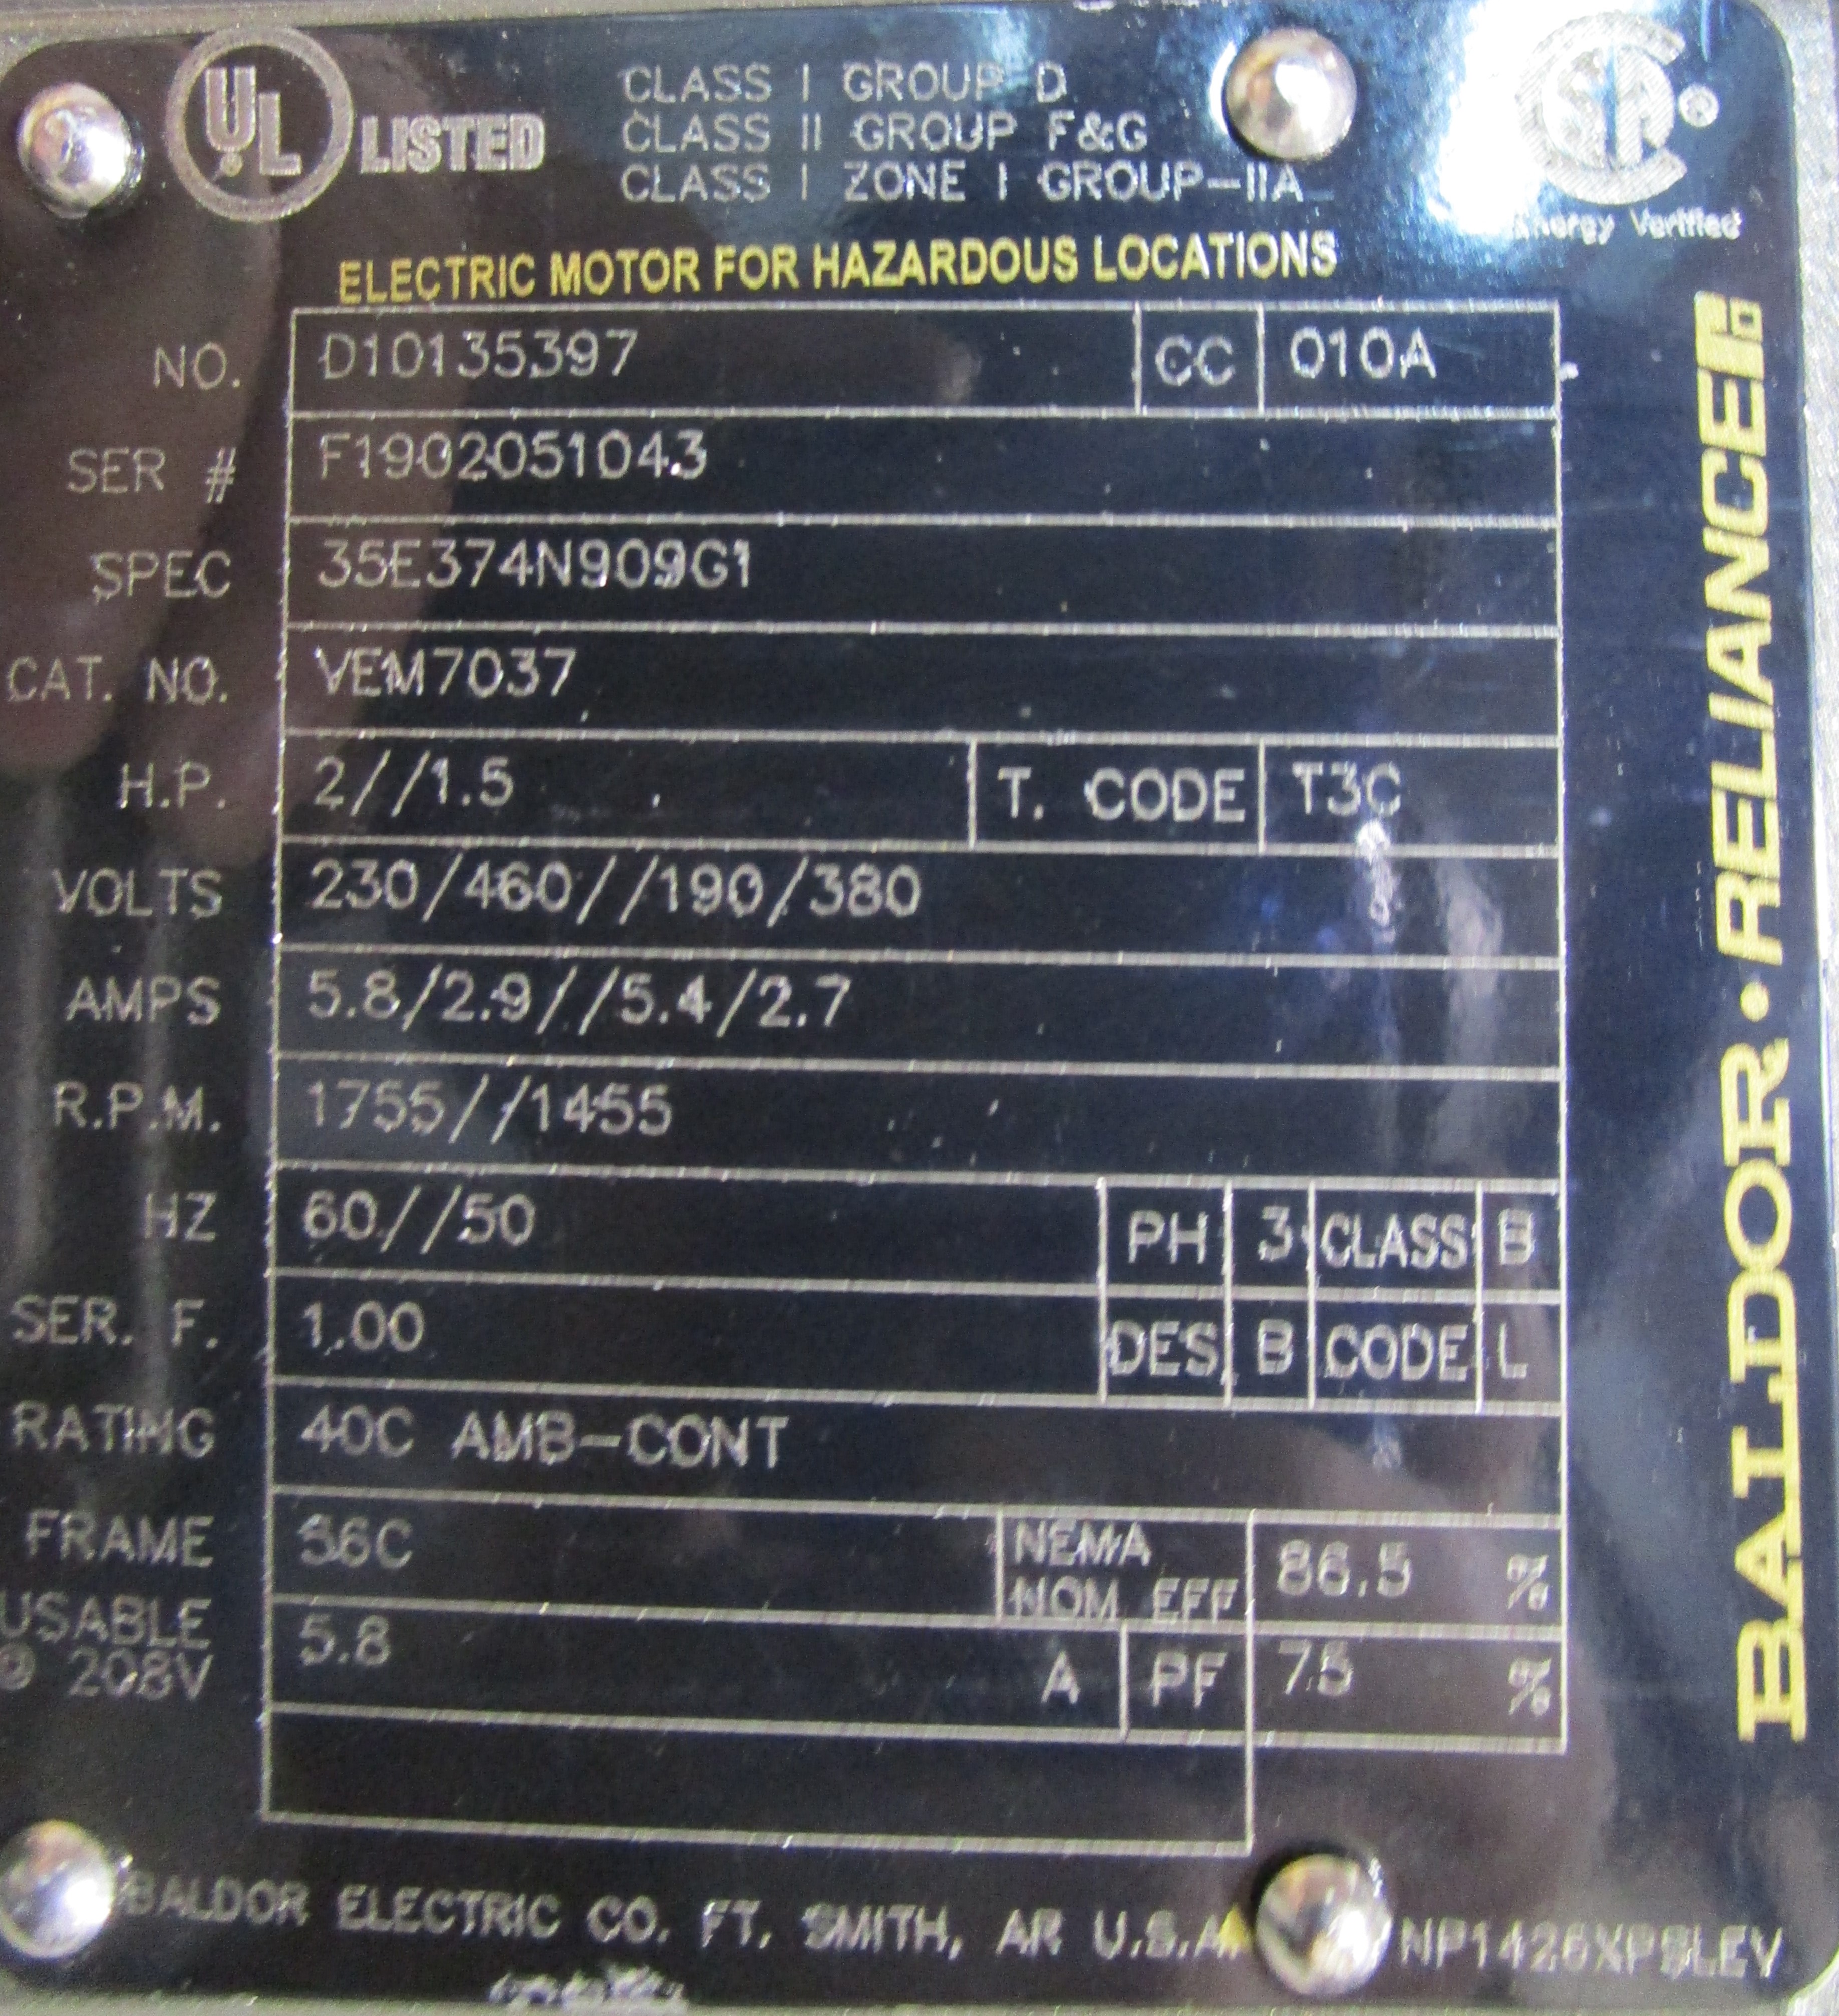 UL LISTED
CLASS I GROUP D
CLASS II GROUP F&G
CLASS I ZONE I GROUP-IIA
Energy Verified
ELECTRIC MOTOR FOR HAZARDOUS LOCATIONS
NO. D10135397 CC 010A
SER # F1902051043
SPEC 35E374N909G1
CAT. NO. VEM7037
H.P. 2//1.5 T. CODE T3C
VOLTS 230/460//190/380
AMPS 5.8/2.9//5.4/2.7
R.P.M. 1755//1455
HZ 60//50 PH 3 CLASS B
SER. F. 1.00 DES B CODE L
RATING 40C AMB-CONT
FRAME 56C NEMA NOM EFF 86.5 %
USABLE @ 208V 5.8 A PF 75 %
BALDOR ELECTRIC CO. FT. SMITH, AR U.S.A.
BALDOR • RELIANCE